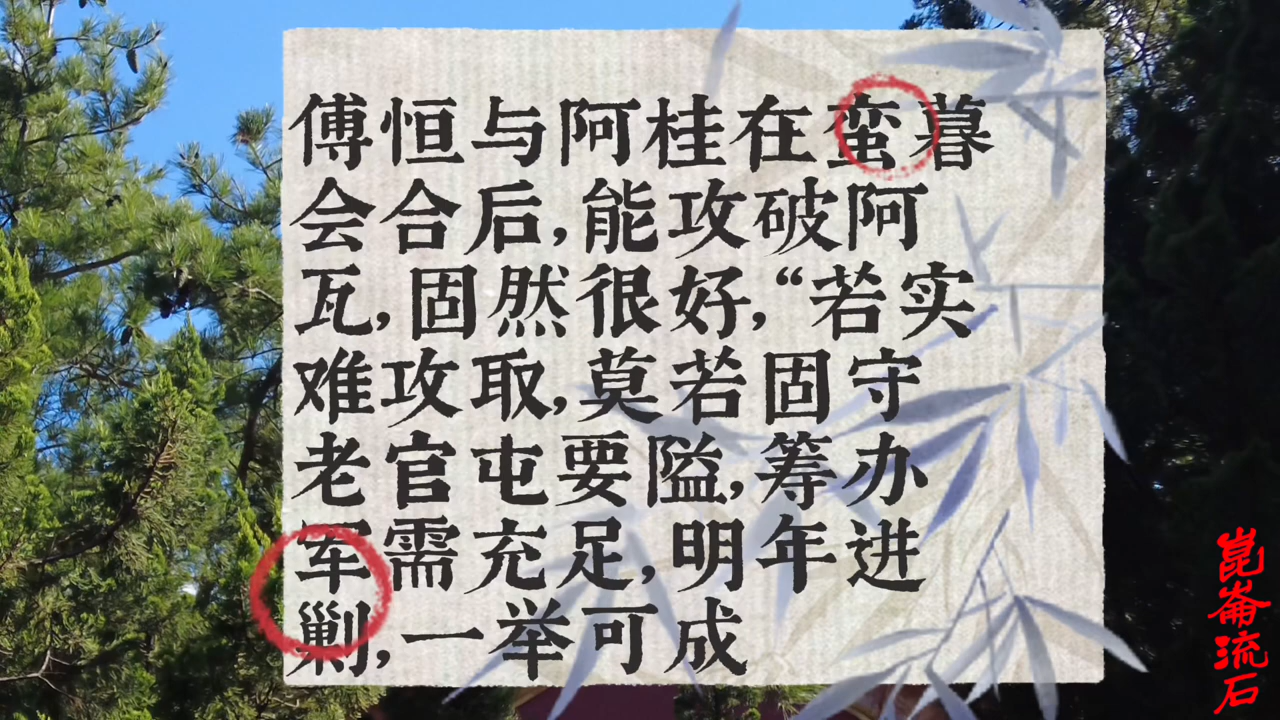 傅恒与阿桂在蛮暮
会合后，能攻破阿
瓦，固然很好，“若实
难攻取，莫若固守
老官屯要隘，筹办
军需充足，明年进
剿，一举可成
崑崙流石